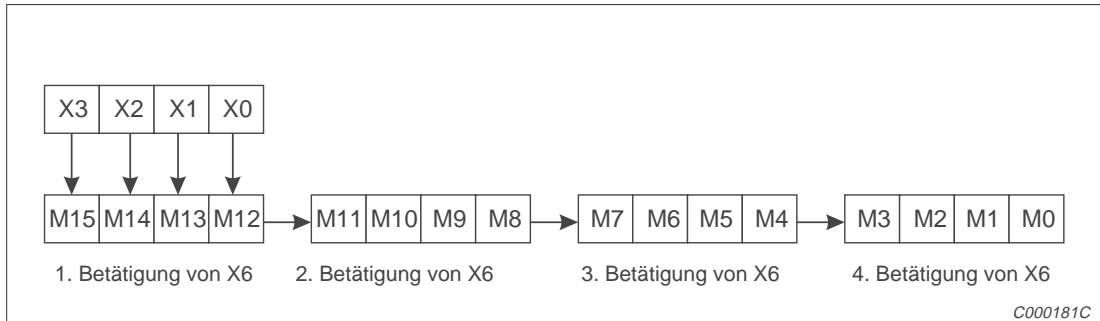 X3 X2 X1 X0
M15 M14 M13 M12 M11 M10 M9 M8 M7 M6 M5 M4 M3 M2 M1 M0
1. Betätigung von X6 2. Betätigung von X6 3. Betätigung von X6 4. Betätigung von X6
C000181C